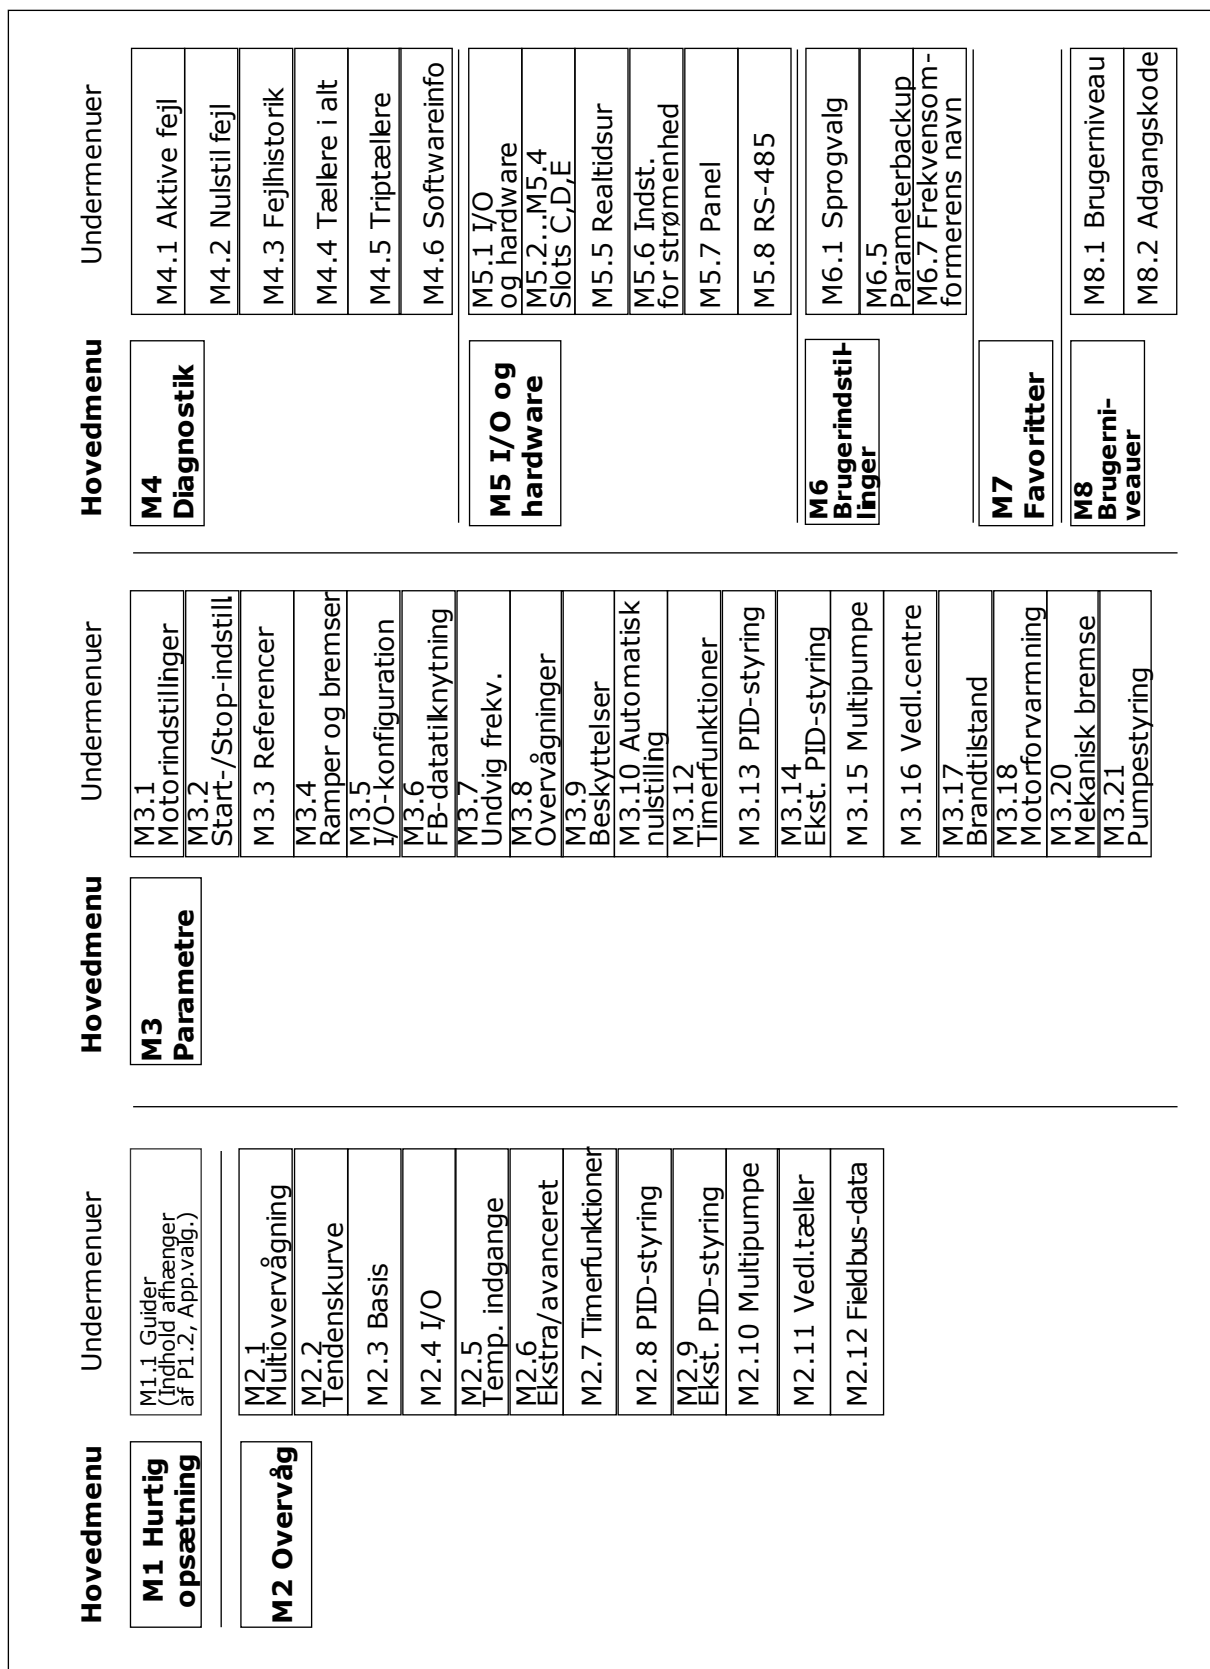 Hovedmenu
Undermenuer
M1 Hurtig
opsætning
M1.1 Guider
(Indhold afhænger
af P1.2, App.valg.)
M2 Overvåg
M2.1
Multiovervågning
M2.2
Tendenskurve
M2.3 Basis
M2.4 I/O
M2.5
Temp. indgange
M2.6
Ekstra/avanceret
M2.7 Timerfunktioner
M2.8 PID-styring
M2.9
Ekst. PID-styring
M2.10 Multipumpe
M2.11 Vedl.tæller
M2.12 Fieldbus-data
Hovedmenu
Undermenuer
M3
Parametre
M3.1
Motorindstillinger
M3.2
Start-/Stop-indstill.
M3.3 Referencer
M3.4
Ramper og bremser
M3.5
I/O-konfiguration
M3.6
FB-datatilknytning
M3.7
Undvig frekv.
M3.8
Overvågninger
M3.9
Beskyttelser
M3.10 Automatisk
nulstilling
M3.12
Timerfunktioner
M3.13 PID-styring
M3.14
Ekst. PID-styring
M3.15 Multipumpe
M3.16 Vedl.centre
M3.17
Brandtilstand
M3.18
Motorforvarmning
M3.20
Mekanisk bremse
M3.21
Pumpestyring
Hovedmenu
Undermenuer
M4
Diagnostik
M4.1 Aktive fejl
M4.2 Nulstil fejl
M4.3 Fejlhistorik
M4.4 Tællere i alt
M4.5 Triptællere
M4.6 Softwareinfo
M5 I/O og
hardware
M5.1 I/O
og hardware
M5.2...M5.4
Slots C,D,E
M5.5 Realtidsur
M5.6 Indst.
for strømenhed
M5.7 Panel
M5.8 RS-485
M6
Brugerindstil-
linger
M6.1 Sprogvalg
M6.5
Parameterbackup
M6.7 Frekvensom-
formerens navn
M7
Favoritter
M8
Brugerni-
veauer
M8.1 Brugerniveau
M8.2 Adgangskode